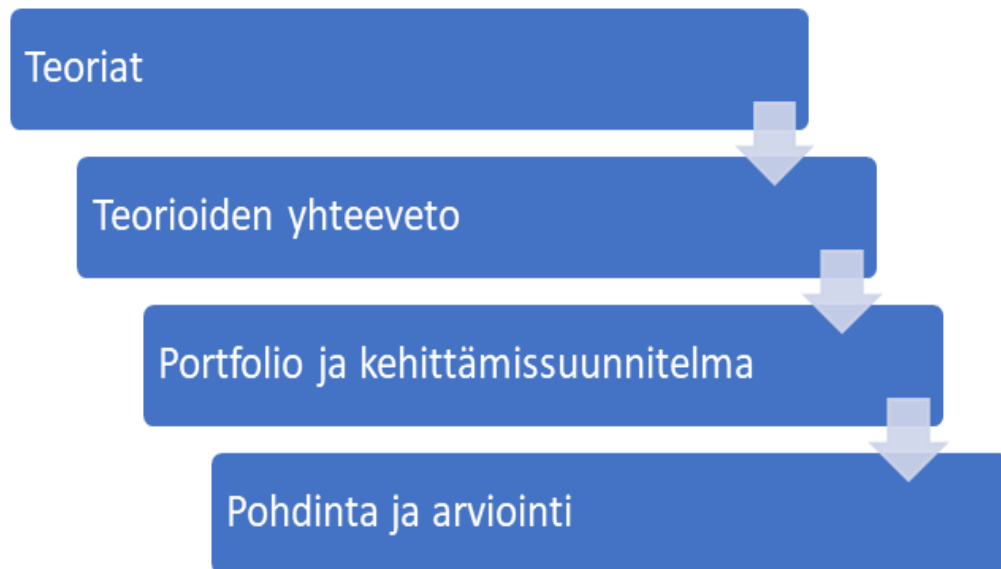 Teoriat
Teorioiden yhteeveto
Portfolio ja kehittämissuunnitelma
Pohdinta ja arviointi